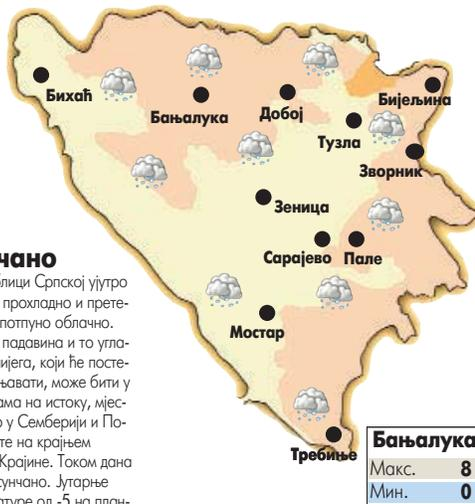 Бихаћ
Бањалука
Добој
Бијељина
Тузла
Зворник
Зеница
Сарајево
Пале
Мостар
Требиње
чано
лици Српској ујутро
прохладно и прете-
потпуно облачно.
падавина и то угла-
ијега, који ће посте-
њавати, може бити у
ама на истоку, мјес-
о у Семберији и По-
те на крајњем
Крајине. Током дана
сунчано. Јутарње
атуре од -5 на план-
Бањалука
Макс. 8
Мин. 0